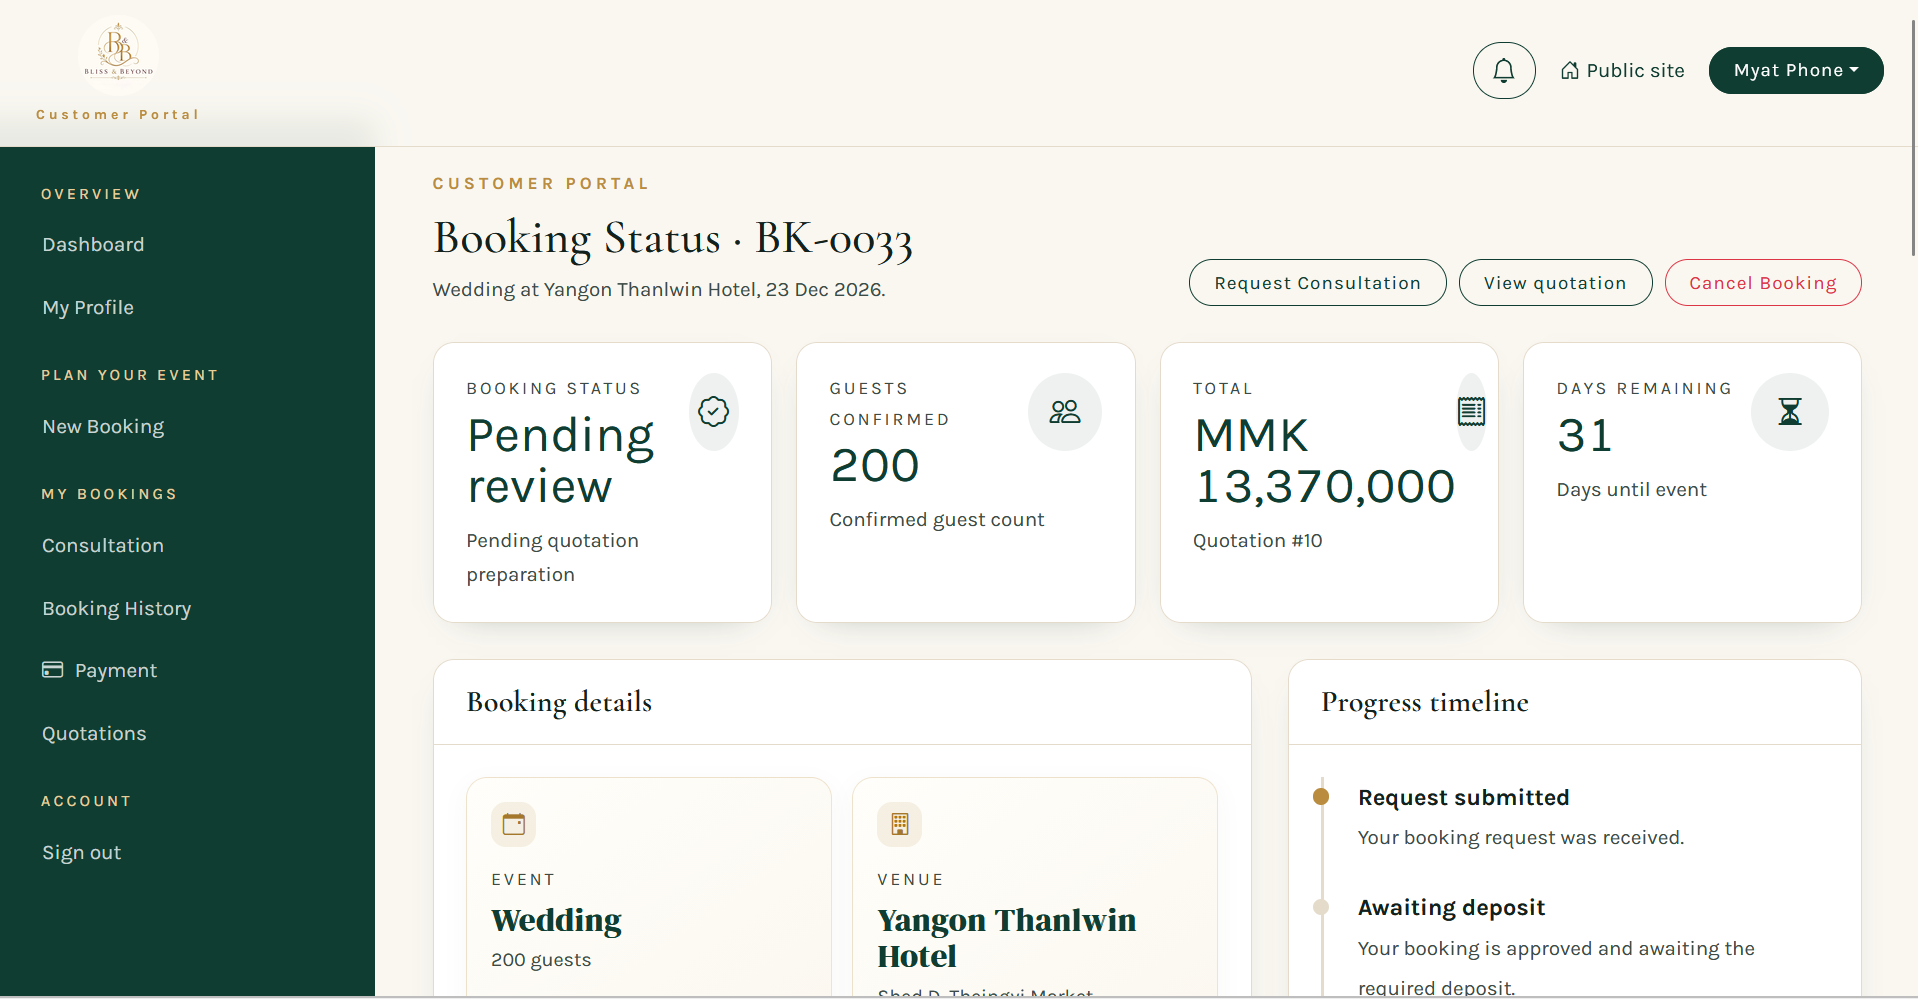 B&B
BLISS & BEYOND
Customer Portal
Public site
Myat Phone
OVERVIEW
Dashboard
My Profile
PLAN YOUR EVENT
New Booking
MY BOOKINGS
Consultation
Booking History
Payment
Quotations
ACCOUNT
Sign out
CUSTOMER PORTAL
Booking Status · BK-0033
Wedding at Yangon Thanlwin Hotel, 23 Dec 2026.
Request Consultation
View quotation
Cancel Booking
BOOKING STATUS
Pending
review
Pending quotation
preparation
GUESTS
CONFIRMED
200
Confirmed guest count
TOTAL
MMK
13,370,000
Quotation #10
DAYS REMAINING
31
Days until event
Booking details
EVENT
Wedding
200 guests
VENUE
Yangon Thanlwin
Hotel
Shed D, Theingyi Market
Progress timeline
Request submitted
Your booking request was received.
Awaiting deposit
Your booking is approved and awaiting the
required deposit.